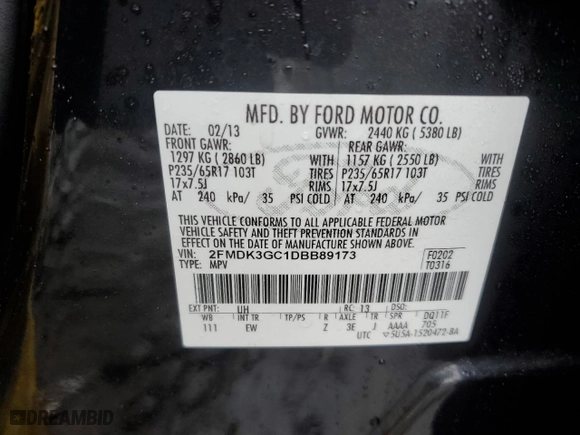 MFD. BY FORD MOTOR CO.
DATE: 02/13 GVWR: 2440 KG ( 5380 LB)
FRONT GAWR: REAR GAWR:
1297 KG ( 2860 LB) WITH 1157 KG ( 2550 LB) WITH
P235/65R17 103T TIRES P235/65R17 103T TIRES
17x7.5J RIMS 17x7.5J RIMS
AT 240 kPa/ 35 PSI COLD AT 240 kPa/ 35 PSI COLD
THIS VEHICLE CONFORMS TO ALL APPLICABLE FEDERAL MOTOR
VEHICLE SAFETY AND THEFT PREVENTION STANDARDS IN
EFFECT ON THE DATE OF MANUFACTURE SHOWN ABOVE.
VIN: 2FMDK3GC1DBB89173 F0202
TYPE: MPV T0316
EXT PNT: UH RC: 13 DSO:
WB INT TR TP/PS R AXLE TR SPR DQ11F
111 EW Z 3E J AAAA 705
UTC ▽5USA-1520472-BA
DREAMBID